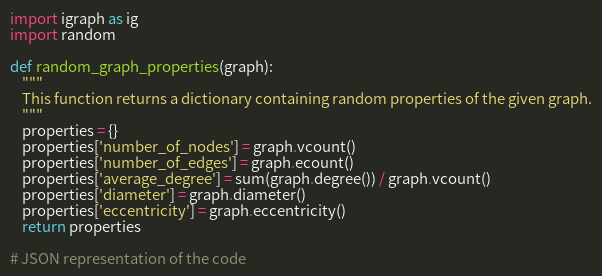 import igraph as ig
import random

def random_graph_properties(graph):
    """
    This function returns a dictionary containing random properties of the given graph.
    """
    properties = {}
    properties['number_of_nodes'] = graph.vcount()
    properties['number_of_edges'] = graph.ecount()
    properties['average_degree'] = sum(graph.degree()) / graph.vcount()
    properties['diameter'] = graph.diameter()
    properties['eccentricity'] = graph.eccentricity()
    return properties

# JSON representation of the code